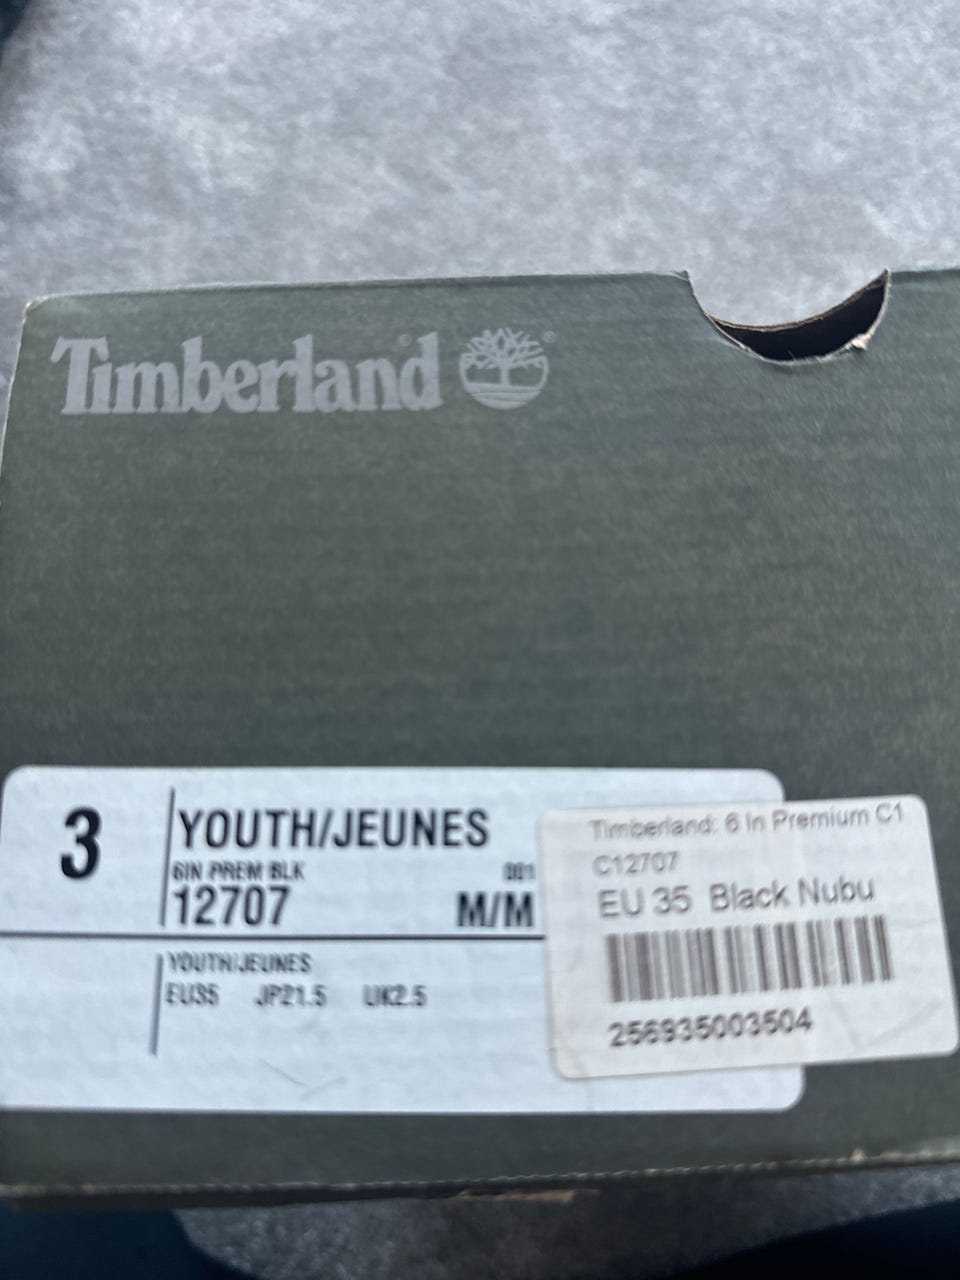 Timberland
3
YOUTH/JEUNES
6IN PREM BLK 001
12707 M/M
YOUTH/JEUNES
EU35 JP21.5 UK2.5
Timberland: 6 In Premium C1
C12707
EU 35 Black Nubu
256935003504